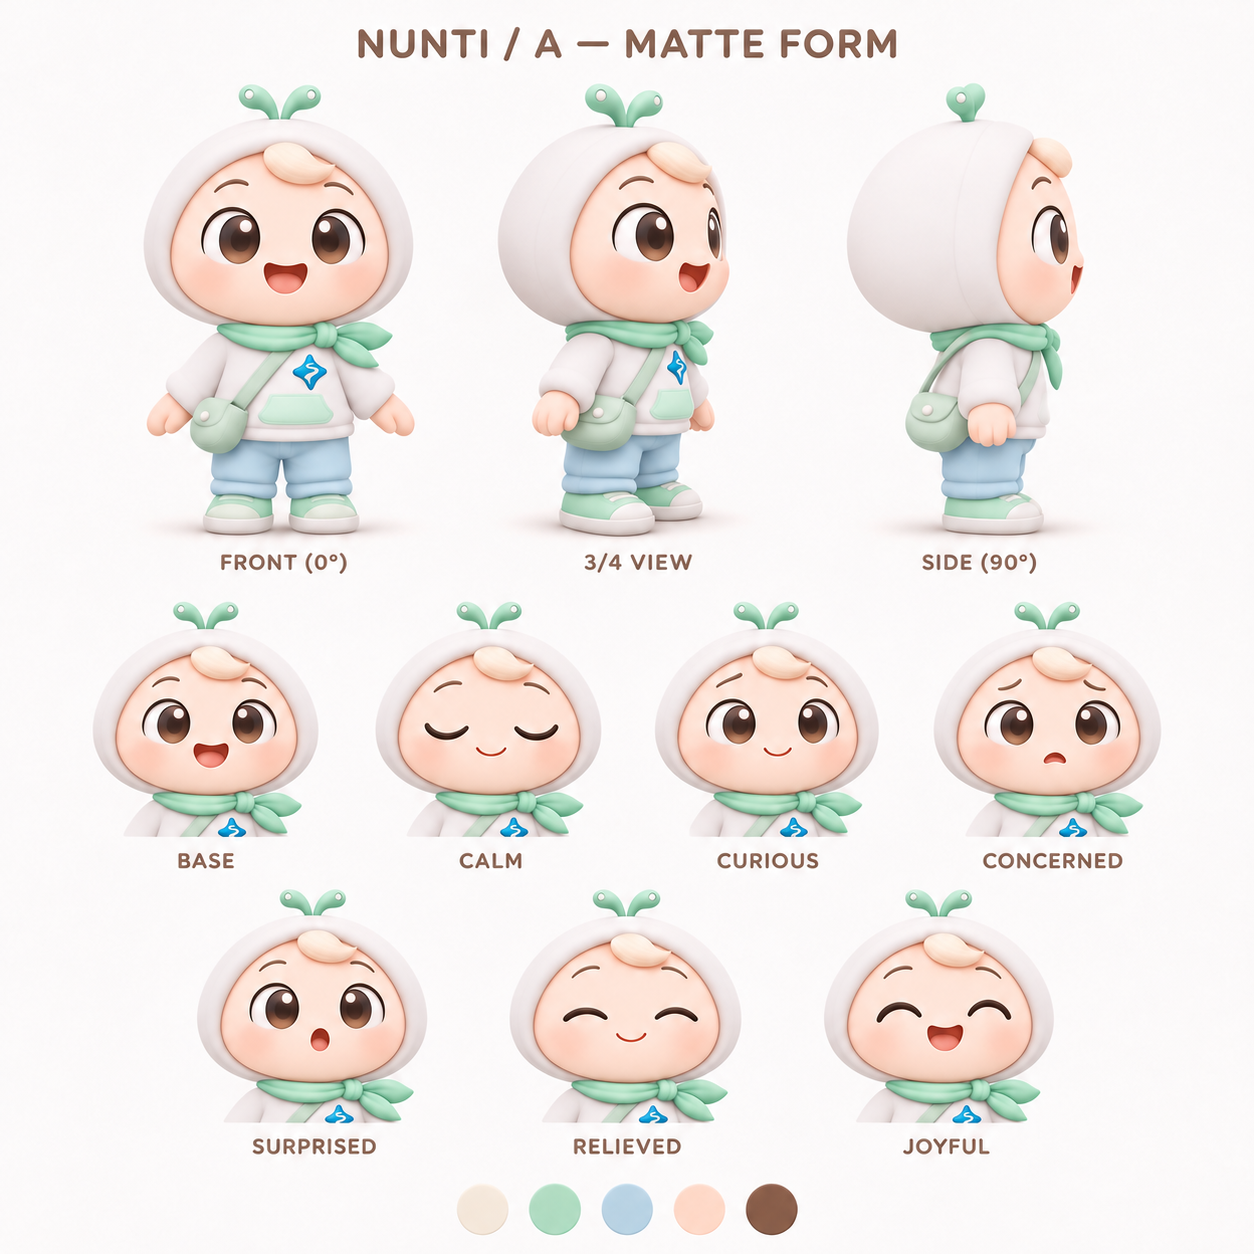 NUNTI / A — MATTE FORM
FRONT (0°)
3/4 VIEW
SIDE (90°)
BASE
CALM
CURIOUS
CONCERNED
SURPRISED
RELIEVED
JOYFUL